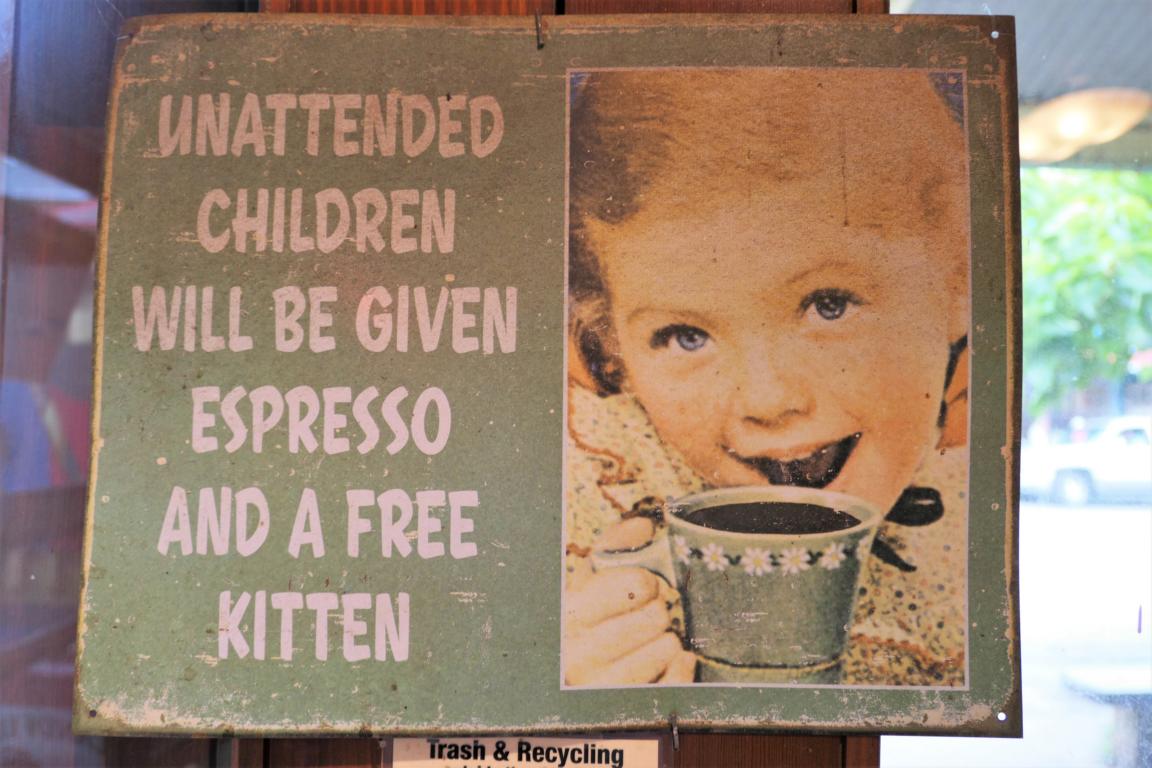 UNATTENDED
CHILDREN
WILL BE GIVEN
ESPRESSO
AND A FREE
KITTEN
Trash & Recycling